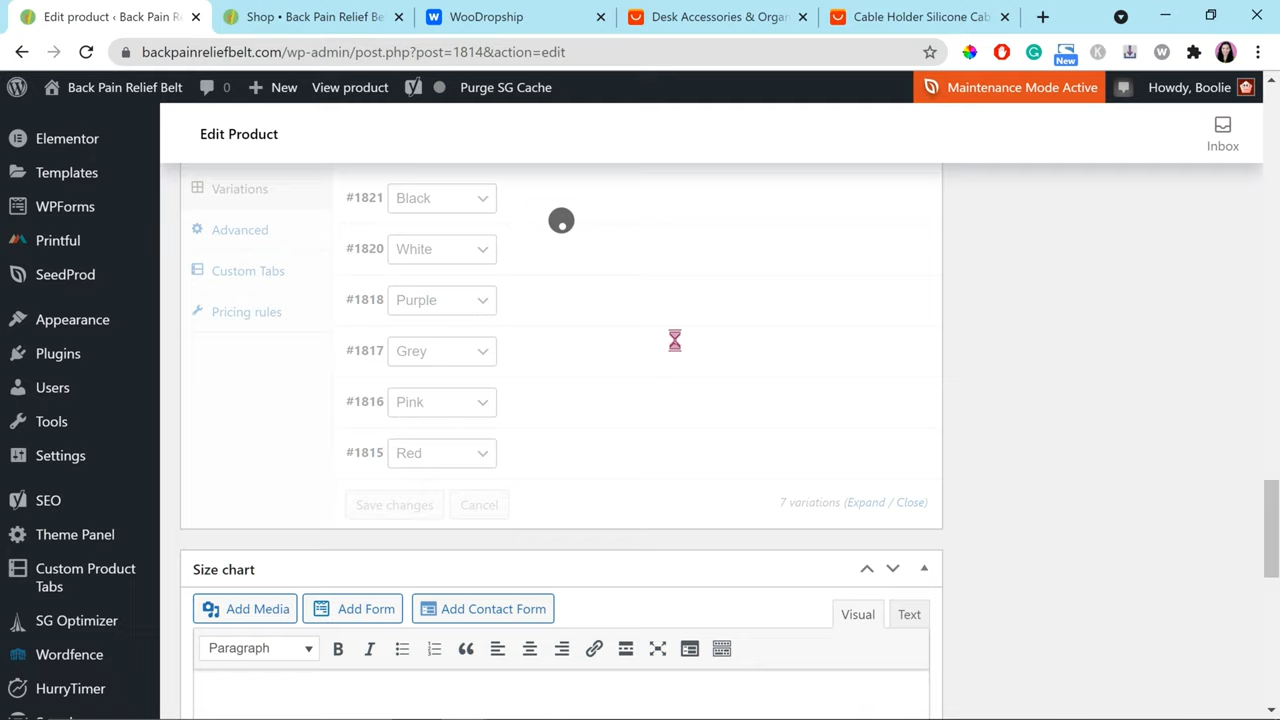 Edit product ‹ Back Pain R
Shop • Back Pain Relief Be
WooDropship
Desk Accessories & Organ
Cable Holder Silicone Cab
backpainreliefbelt.com/wp-admin/post.php?post=1814&action=edit
New
Back Pain Relief Belt
0
New
View product
Purge SG Cache
Maintenance Mode Active
Howdy, Boolie
Elementor
Templates
WPForms
Printful
SeedProd
Appearance
Plugins
Users
Tools
Settings
SEO
Theme Panel
Custom Product
Tabs
SG Optimizer
Wordfence
HurryTimer
Edit Product
Inbox
Variations
Advanced
Custom Tabs
Pricing rules
#1821 Black
#1820 White
#1818 Purple
#1817 Grey
#1816 Pink
#1815 Red
Save changes
Cancel
7 variations (Expand / Close)
Size chart
Add Media
Add Form
Add Contact Form
Visual
Text
Paragraph
B
I